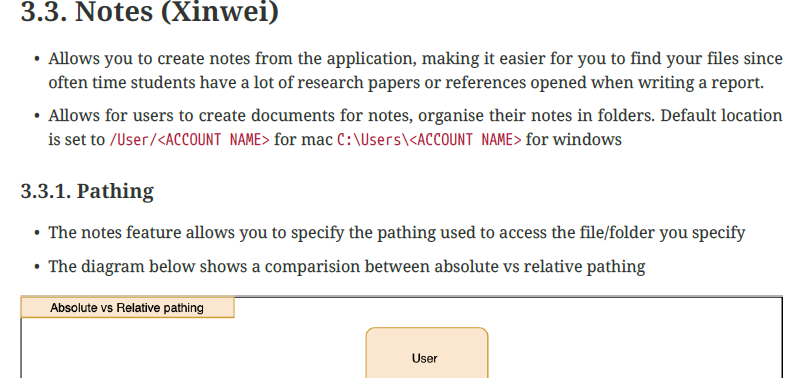 3.3. Notes (Xinwei)
• Allows you to create notes from the application, making it easier for you to find your files since
often time students have a lot of research papers or references opened when writing a report.
• Allows for users to create documents for notes, organise their notes in folders. Default location
is set to /User/<ACCOUNT NAME> for mac C:\Users\<ACCOUNT NAME> for windows
3.3.1. Pathing
• The notes feature allows you to specify the pathing used to access the file/folder you specify
• The diagram below shows a comparision between absolute vs relative pathing
Absolute vs Relative pathing
User